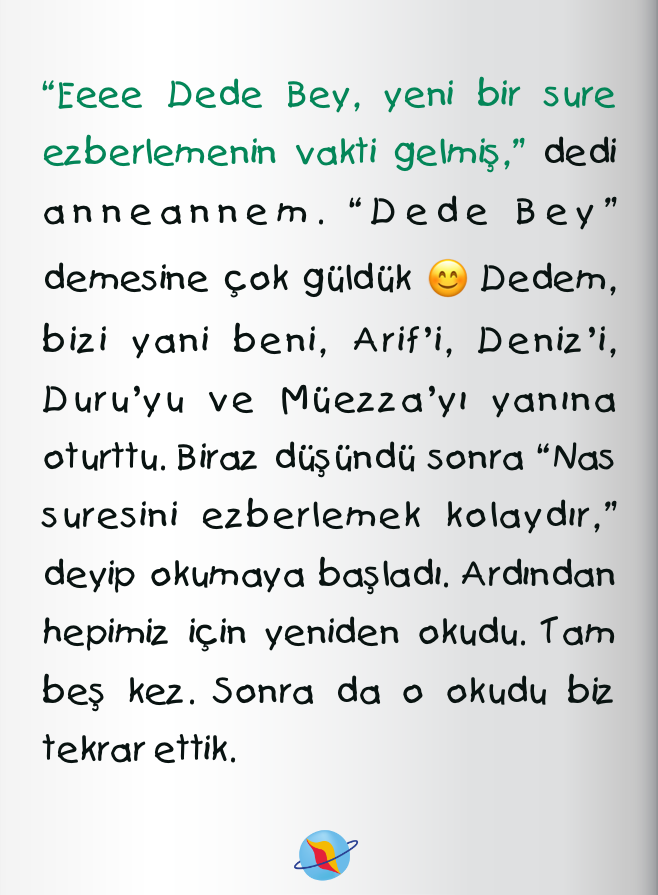 “Eeee Dede Bey, yeni bir sure
ezberlemenin vakti gelmiş,” dedi
anneannem. “Dede Bey”
demesine çok güldük 😊 Dedem,
bizi yani beni, Arif’i, Deniz’i,
Duru’yu ve Müezza’yı yanına
oturttu. Biraz düşündü sonra “Nas
suresini ezberlemek kolaydır,”
deyip okumaya başladı. Ardından
hepimiz için yeniden okudu. Tam
beş kez. Sonra da o okudu biz
tekrar ettik.